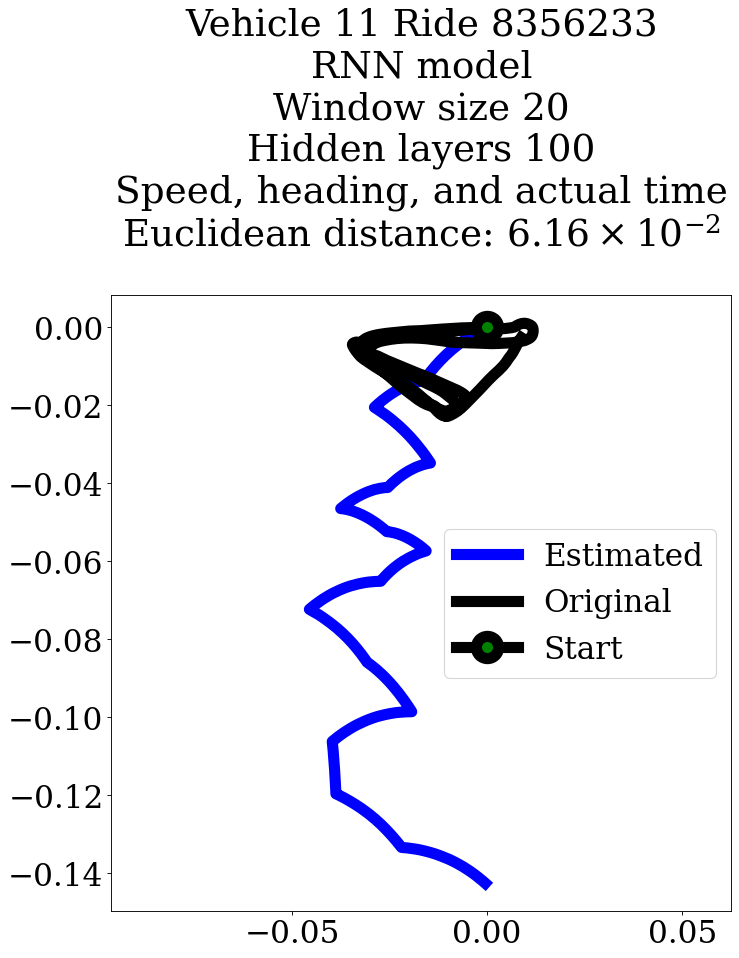 Vehicle 11 Ride 8356233
RNN model
Window size 20
Hidden layers 100
Speed, heading, and actual time
Euclidean distance: 6.16 × 10⁻²
0.00
−0.02
−0.04
−0.06
−0.08
−0.10
−0.12
−0.14
Estimated
Original
Start
−0.05
0.00
0.05